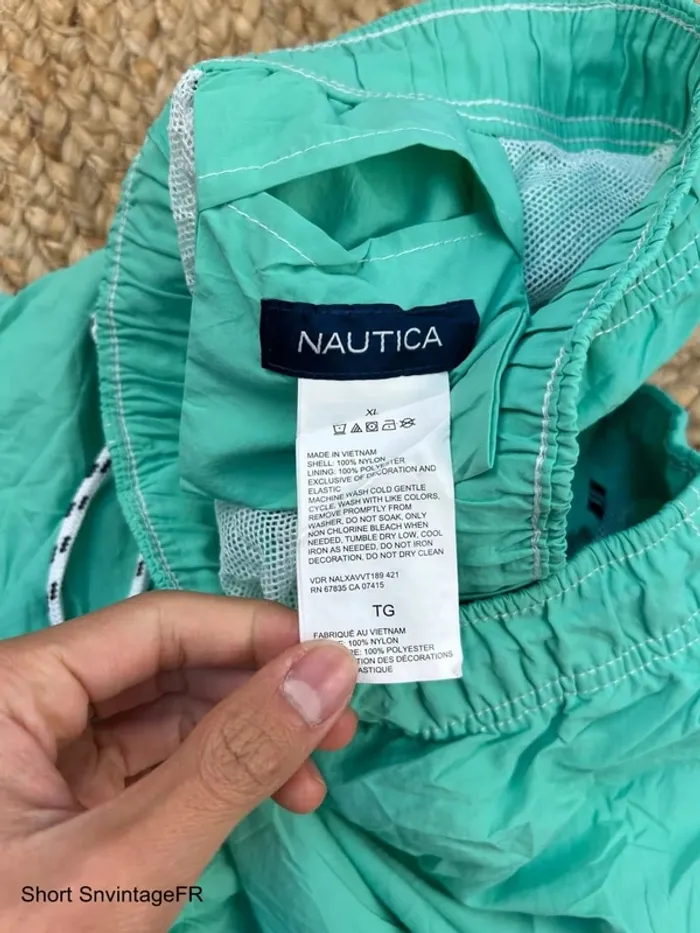 NAUTICA
XL
MADE IN VIETNAM
SHELL: 100% NYLON
LINING: 100% POLYESTER
EXCLUSIVE OF DECORATION AND
ELASTIC
MACHINE WASH COLD GENTLE
CYCLE, WASH WITH LIKE COLORS,
REMOVE PROMPTLY FROM
WASHER, DO NOT SOAK, ONLY
NON CHLORINE BLEACH WHEN
NEEDED, TUMBLE DRY LOW, COOL
IRON AS NEEDED, DO NOT IRON
DECORATION, DO NOT DRY CLEAN
VDR NALXAVVT189 421
RN 67835 CA 07415
TG
FABRIQUÉ AU VIETNAM
: 100% NYLON
: 100% POLYESTER
DES DÉCORATIONS
Short SnvintageFR